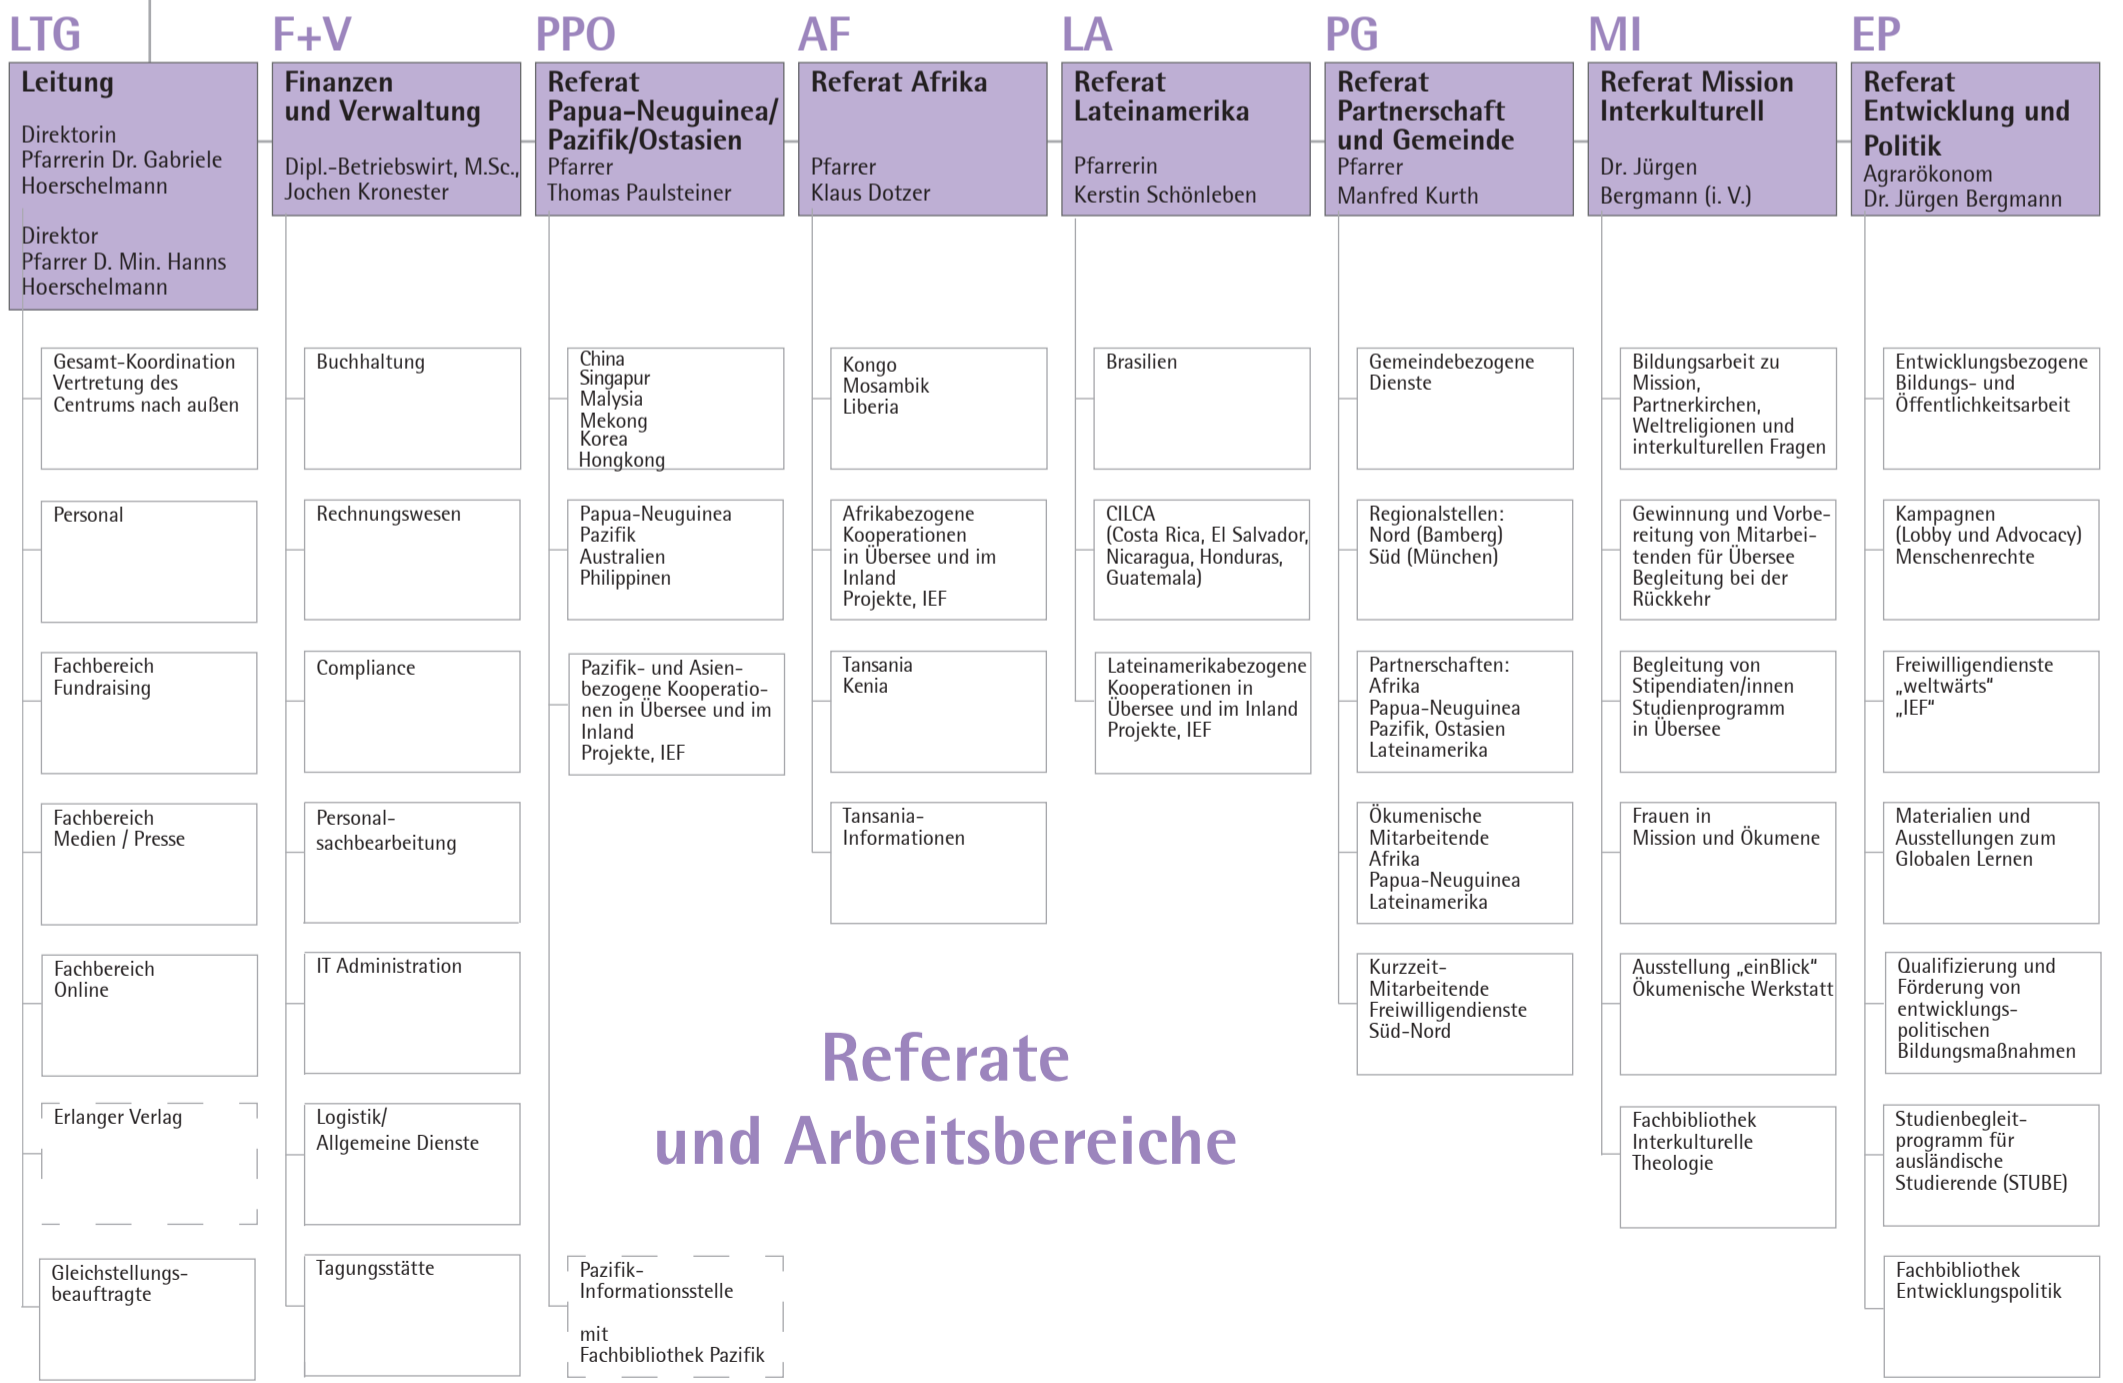 LTG
Leitung
Direktorin
Pfarrerin Dr. Gabriele
Hoerschelmann
Direktor
Pfarrer D. Min. Hanns
Hoerschelmann
Gesamt-Koordination
Vertretung des
Centrums nach außen
Personal
Fachbereich
Fundraising
Fachbereich
Medien / Presse
Fachbereich
Online
Erlanger Verlag
Gleichstellungs-
beauftragte
F+V
Finanzen
und Verwaltung
Dipl.-Betriebswirt, M.Sc.,
Jochen Kronester
Buchhaltung
Rechnungswesen
Compliance
Personal-
sachbearbeitung
IT Administration
Logistik/
Allgemeine Dienste
Tagungsstätte
PPO
Referat
Papua-Neuguinea/
Pazifik/Ostasien
Pfarrer
Thomas Paulsteiner
China
Singapur
Malysia
Mekong
Korea
Hongkong
Papua-Neuguinea
Pazifik
Australien
Philippinen
Pazifik- und Asien-
bezogene Kooperatio-
nen in Übersee und im
Inland
Projekte, IEF
Pazifik-
Informationsstelle
mit
Fachbibliothek Pazifik
AF
Referat Afrika
Pfarrer
Klaus Dotzer
Kongo
Mosambik
Liberia
Afrikabezogene
Kooperationen
in Übersee und im
Inland
Projekte, IEF
Tansania
Kenia
Tansania-
Informationen
LA
Referat
Lateinamerika
Pfarrerin
Kerstin Schönleben
Brasilien
CILCA
(Costa Rica, El Salvador,
Nicaragua, Honduras,
Guatemala)
Lateinamerikabezogene
Kooperationen in
Übersee und im Inland
Projekte, IEF
PG
Referat
Partnerschaft
und Gemeinde
Pfarrer
Manfred Kurth
Gemeindebezogene
Dienste
Regionalstellen:
Nord (Bamberg)
Süd (München)
Partnerschaften:
Afrika
Papua-Neuguinea
Pazifik, Ostasien
Lateinamerika
Ökumenische
Mitarbeitende
Afrika
Papua-Neuguinea
Lateinamerika
Kurzzeit-
Mitarbeitende
Freiwilligendienste
Süd-Nord
MI
Referat Mission
Interkulturell
Dr. Jürgen
Bergmann (i. V.)
Bildungsarbeit zu
Mission,
Partnerkirchen,
Weltreligionen und
interkulturellen Fragen
Gewinnung und Vorbe-
reitung von Mitarbei-
tenden für Übersee
Begleitung bei der
Rückkehr
Begleitung von
Stipendiaten/innen
Studienprogramm
in Übersee
Frauen in
Mission und Ökumene
Ausstellung „einBlick“
Ökumenische Werkstatt
Fachbibliothek
Interkulturelle
Theologie
EP
Referat
Entwicklung und
Politik
Agrarökonom
Dr. Jürgen Bergmann
Entwicklungsbezogene
Bildungs- und
Öffentlichkeitsarbeit
Kampagnen
(Lobby und Advocacy)
Menschenrechte
Freiwilligendienste
„weltwärts“
„IEF“
Materialien und
Ausstellungen zum
Globalen Lernen
Qualifizierung und
Förderung von
entwicklungs-
politischen
Bildungsmaßnahmen
Studienbegleit-
programm für
ausländische
Studierende (STUBE)
Fachbibliothek
Entwicklungspolitik
Referate
und Arbeitsbereiche